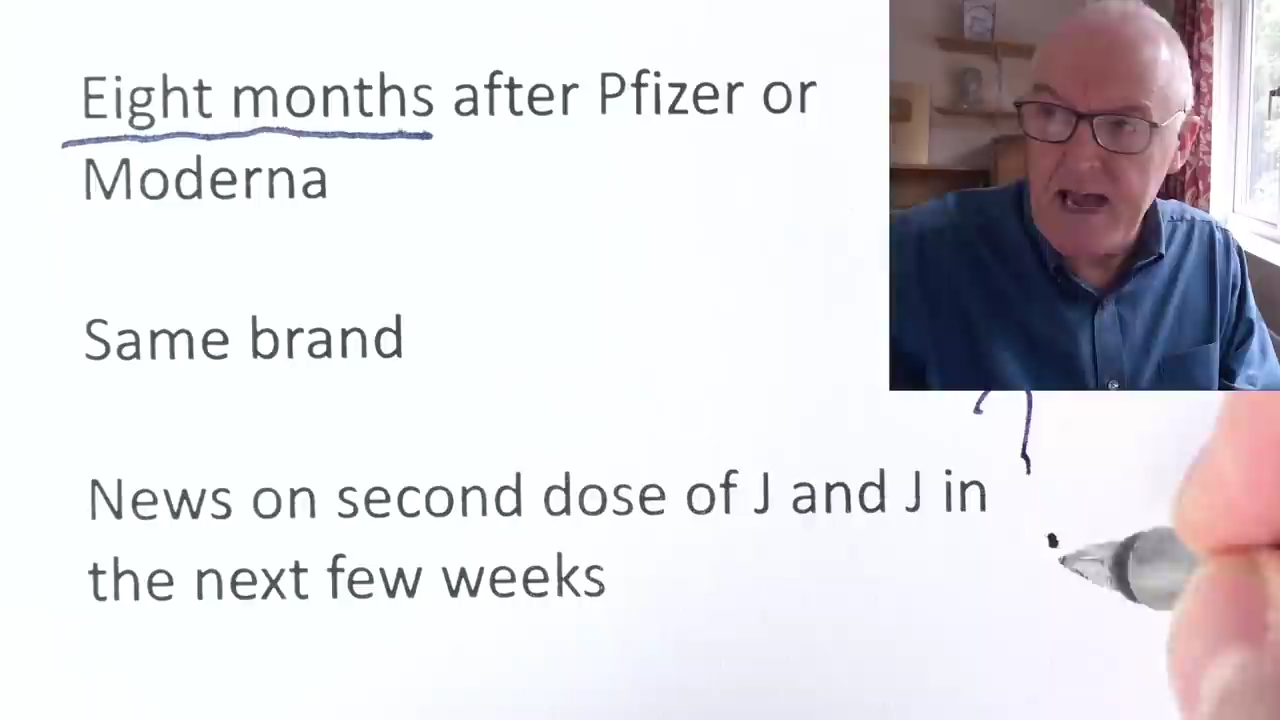 Eight months after Pfizer or
Moderna
Same brand
News on second dose of J and J in
the next few weeks
?